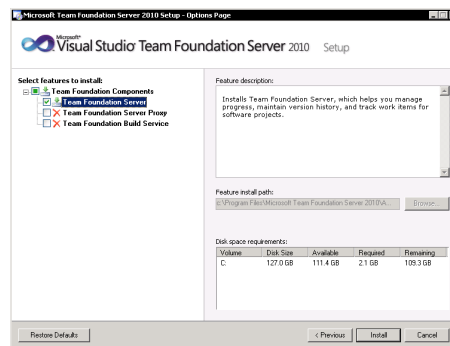 Microsoft Team Foundation Server 2010 Setup - Options Page
Microsoft®
Visual Studio® Team Foundation Server 2010 Setup
Select features to install:
Team Foundation Components
Team Foundation Server
Team Foundation Server Proxy
Team Foundation Build Service
Feature description:
Installs Team Foundation Server, which helps you manage
progress, maintain version history, and track work items for
software projects.
Feature install path:
c:\Program Files\Microsoft Team Foundation Server 2010\A...
Browse...
Disk space requirements:
Volume Disk Size Available Required Remaining
C: 127.0 GB 111.4 GB 2.1 GB 109.3 GB
Restore Defaults
< Previous
Install
Cancel